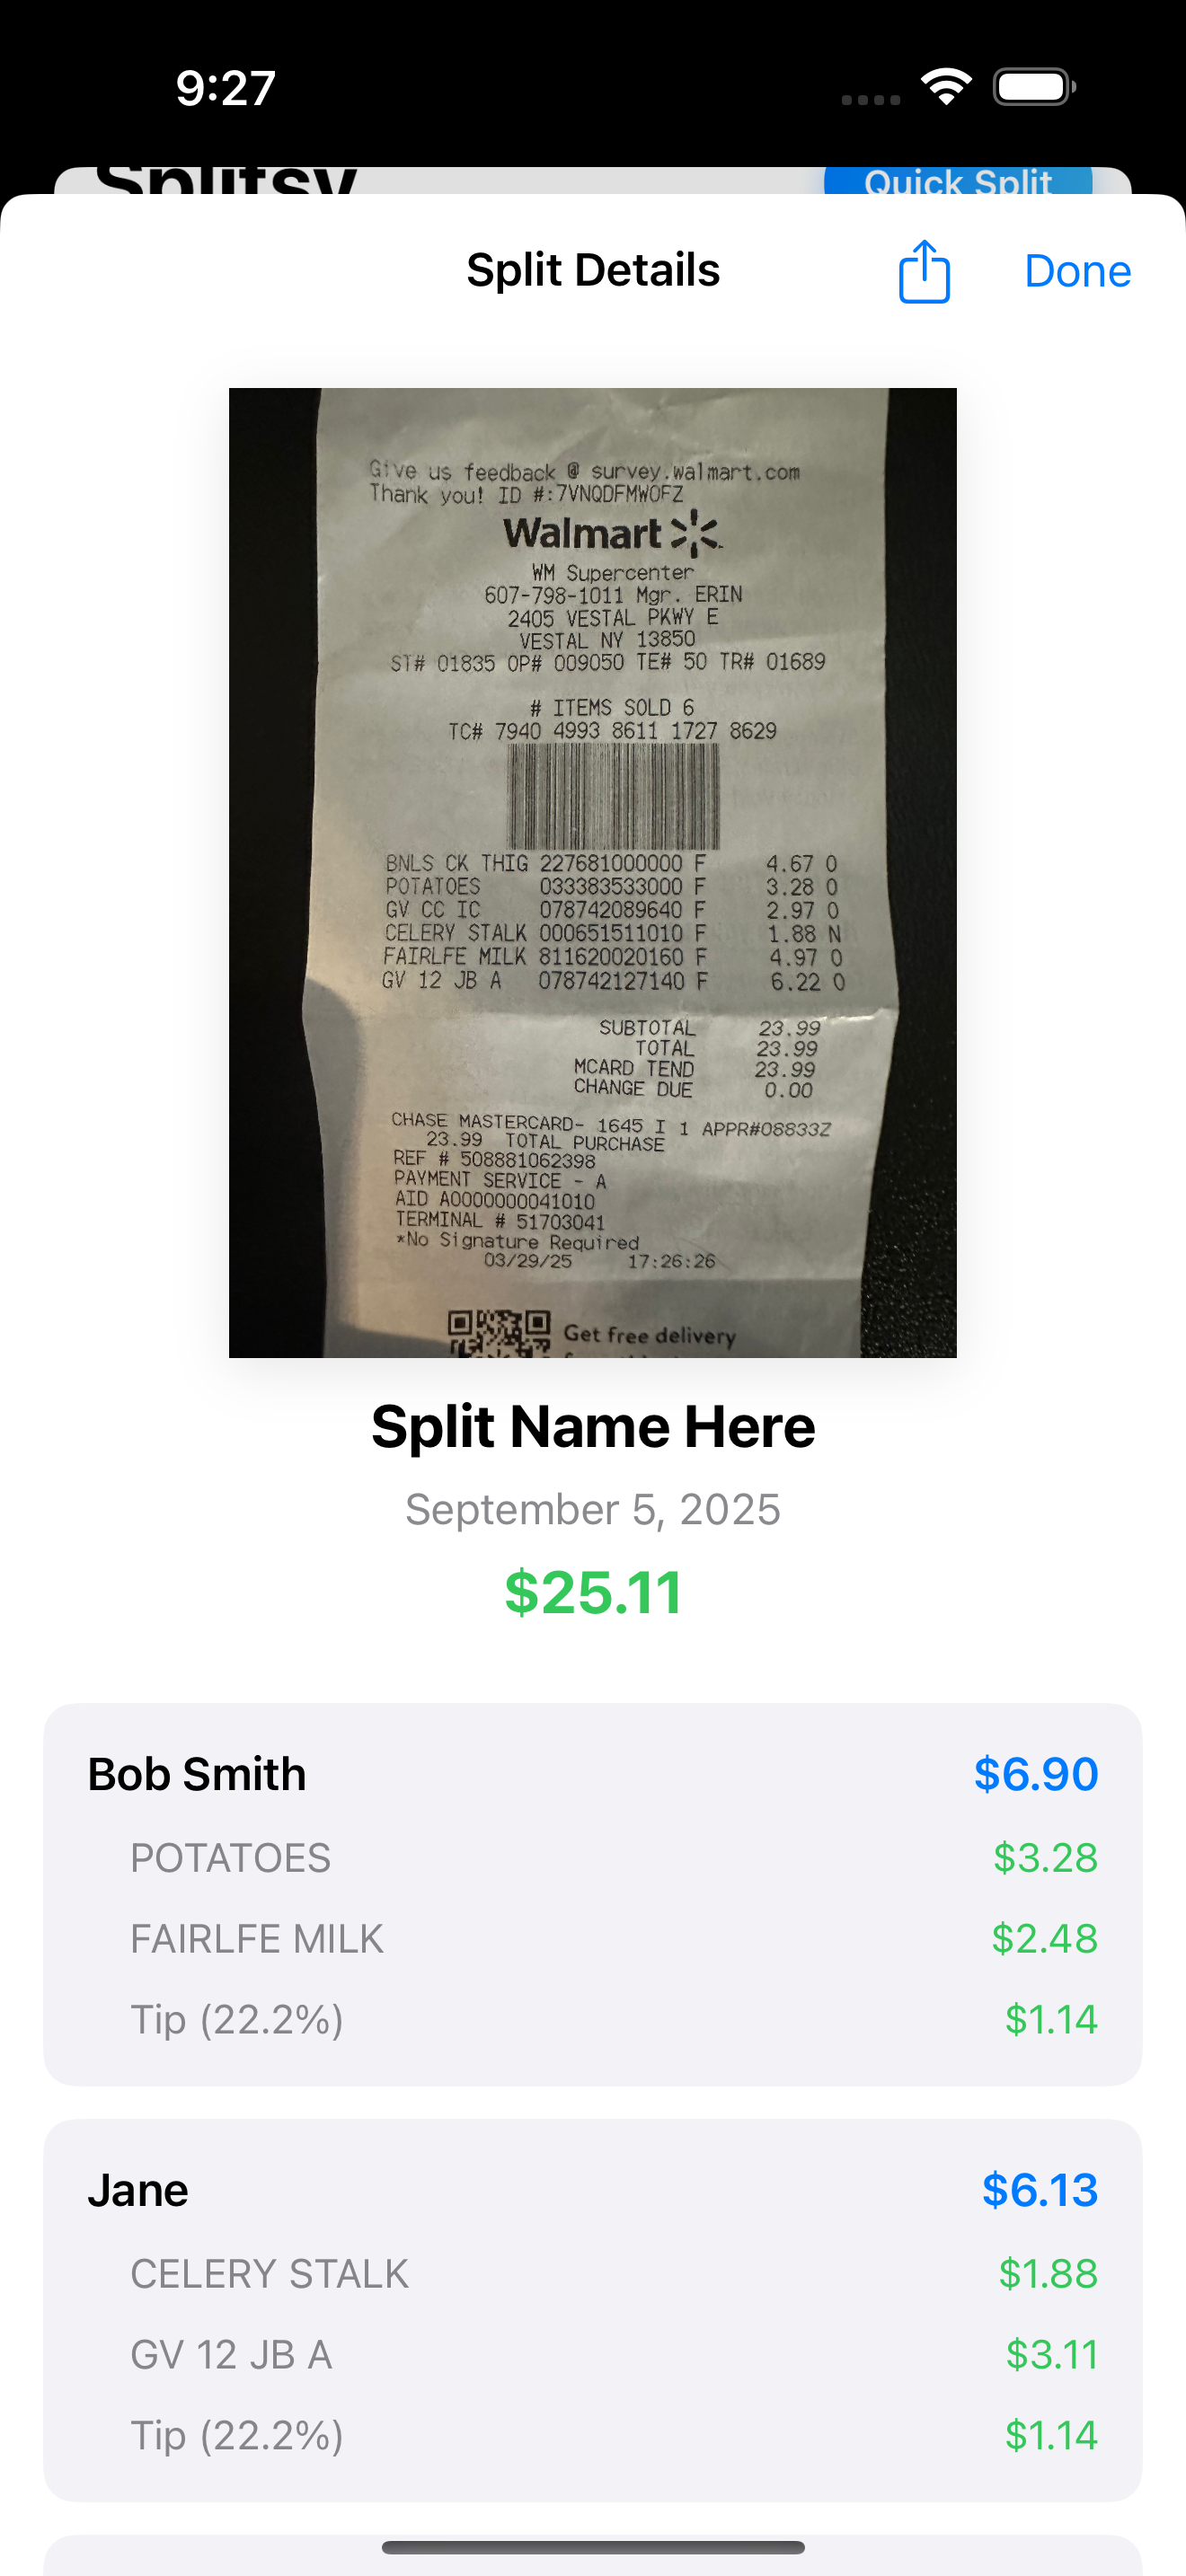 9:27
Splitsy
Quick Split
Split Details
Done
Give us feedback @ survey.walmart.com
Thank you! ID #:7VNQDFMW0FZ
Walmart
WM Supercenter
607-798-1011 Mgr. ERIN
2405 VESTAL PKWY E
VESTAL NY 13850
ST# 01835 OP# 009050 TE# 50 TR# 01689
# ITEMS SOLD 6
TC# 7940 4993 8611 1727 8629
BNLS CK THIG 227681000000 F 4.67 O
POTATOES 033383533000 F 3.28 O
GV CC IC 078742089640 F 2.97 O
CELERY STALK 000651511010 F 1.88 N
FAIRLFE MILK 811620020160 F 4.97 O
GV 12 JB A 078742127140 F 6.22 O
SUBTOTAL 23.99
TOTAL 23.99
MCARD TEND 23.99
CHANGE DUE 0.00
CHASE MASTERCARD- 1645 I 1 APPR#08833Z
23.99 TOTAL PURCHASE
REF # 508881062398
PAYMENT SERVICE - A
AID A0000000041010
TERMINAL # 51703041
*No Signature Required
03/29/25 17:26:26
Get free delivery
Split Name Here
September 5, 2025
$25.11
Bob Smith $6.90
POTATOES $3.28
FAIRLFE MILK $2.48
Tip (22.2%) $1.14
Jane $6.13
CELERY STALK $1.88
GV 12 JB A $3.11
Tip (22.2%) $1.14